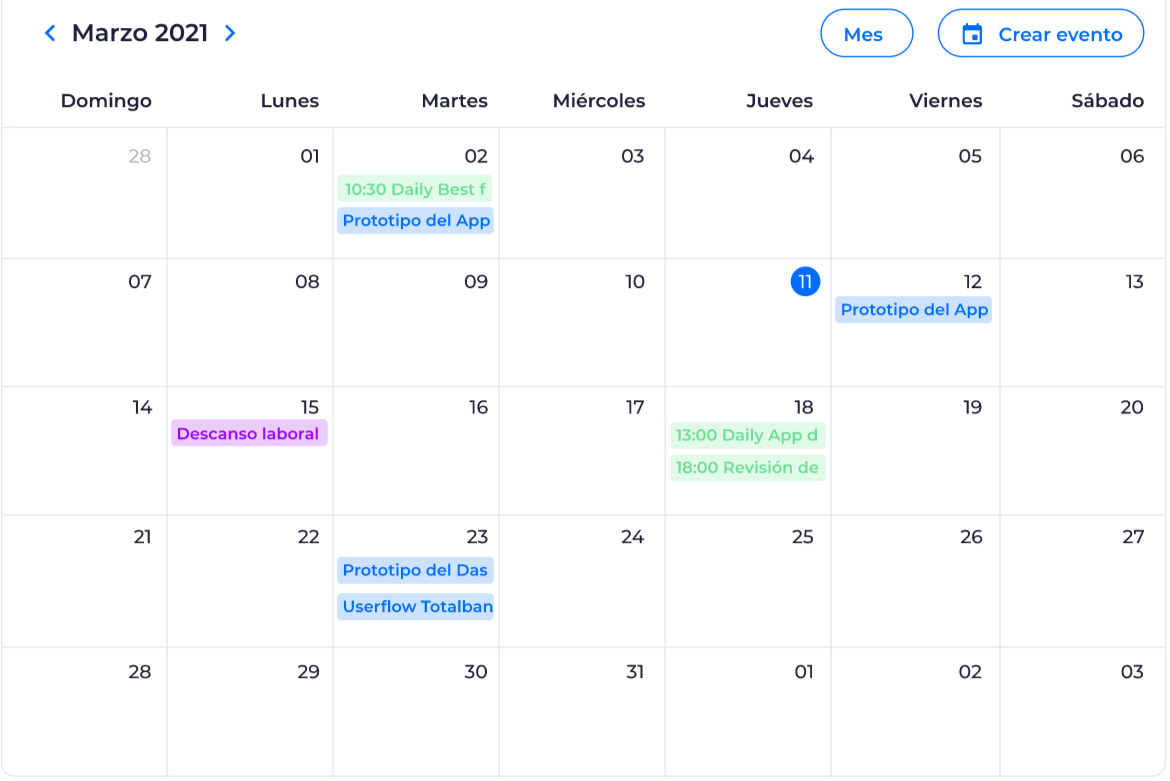 Marzo 2021
Mes
Crear evento
Domingo Lunes Martes Miércoles Jueves Viernes Sábado
28 01 02 03 04 05 06
10:30 Daily Best f
Prototipo del App
07 08 09 10 11 12 13
Prototipo del App
14 15 16 17 18 19 20
Descanso laboral
13:00 Daily App d
18:00 Revisión de
21 22 23 24 25 26 27
Prototipo del Das
Userflow Totalban
28 29 30 31 01 02 03